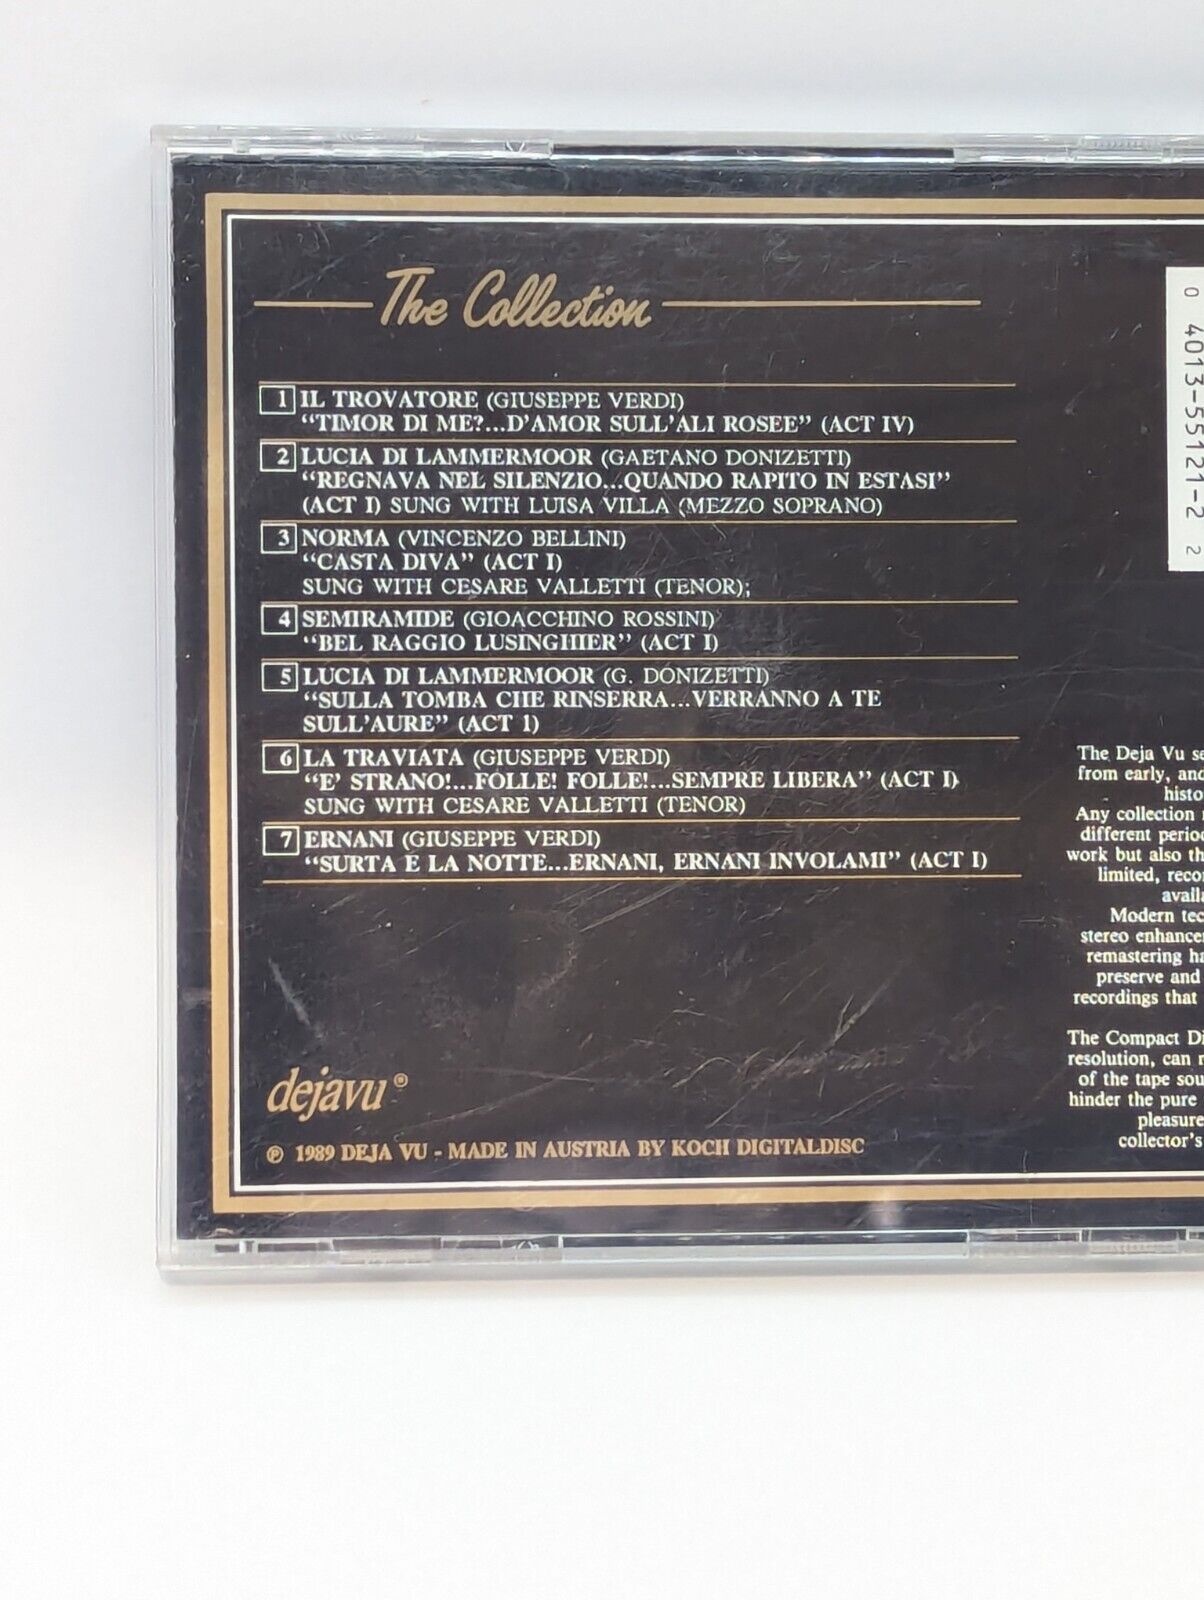 The Collection
1 IL TROVATORE (GIUSEPPE VERDI)
“TIMOR DI ME?...D'AMOR SULL'ALI ROSEE” (ACT IV)
2 LUCIA DI LAMMERMOOR (GAETANO DONIZETTI)
“REGNAVA NEL SILENZIO...QUANDO RAPITO IN ESTASI”
(ACT I) SUNG WITH LUISA VILLA (MEZZO SOPRANO)
3 NORMA (VINCENZO BELLINI)
“CASTA DIVA” (ACT I)
SUNG WITH CESARE VALLETTI (TENOR);
4 SEMIRAMIDE (GIOACCHINO ROSSINI)
“BEL RAGGIO LUSINGHIER” (ACT I)
5 LUCIA DI LAMMERMOOR (G. DONIZETTI)
“SULLA TOMBA CHE RINSERRA...VERRANNO A TE
SULL'AURE” (ACT 1)
6 LA TRAVIATA (GIUSEPPE VERDI)
“E' STRANO!...FOLLE! FOLLE!...SEMPRE LIBERA” (ACT I)
SUNG WITH CESARE VALLETTI (TENOR)
7 ERNANI (GIUSEPPE VERDI)
“SURTA E LA NOTTE...ERNANI, ERNANI INVOLAMI” (ACT I)
dejavu®
℗ 1989 DEJA VU - MADE IN AUSTRIA BY KOCH DIGITALDISC
0 4013-55121-2 2
The Deja Vu
from early, and
Any collection
different
work but also
limited,
Modern
stereo
remastering
preserve and
recordings that
The Compact
resolution, can
of the tape
hinder the pure
pleasure
collector's